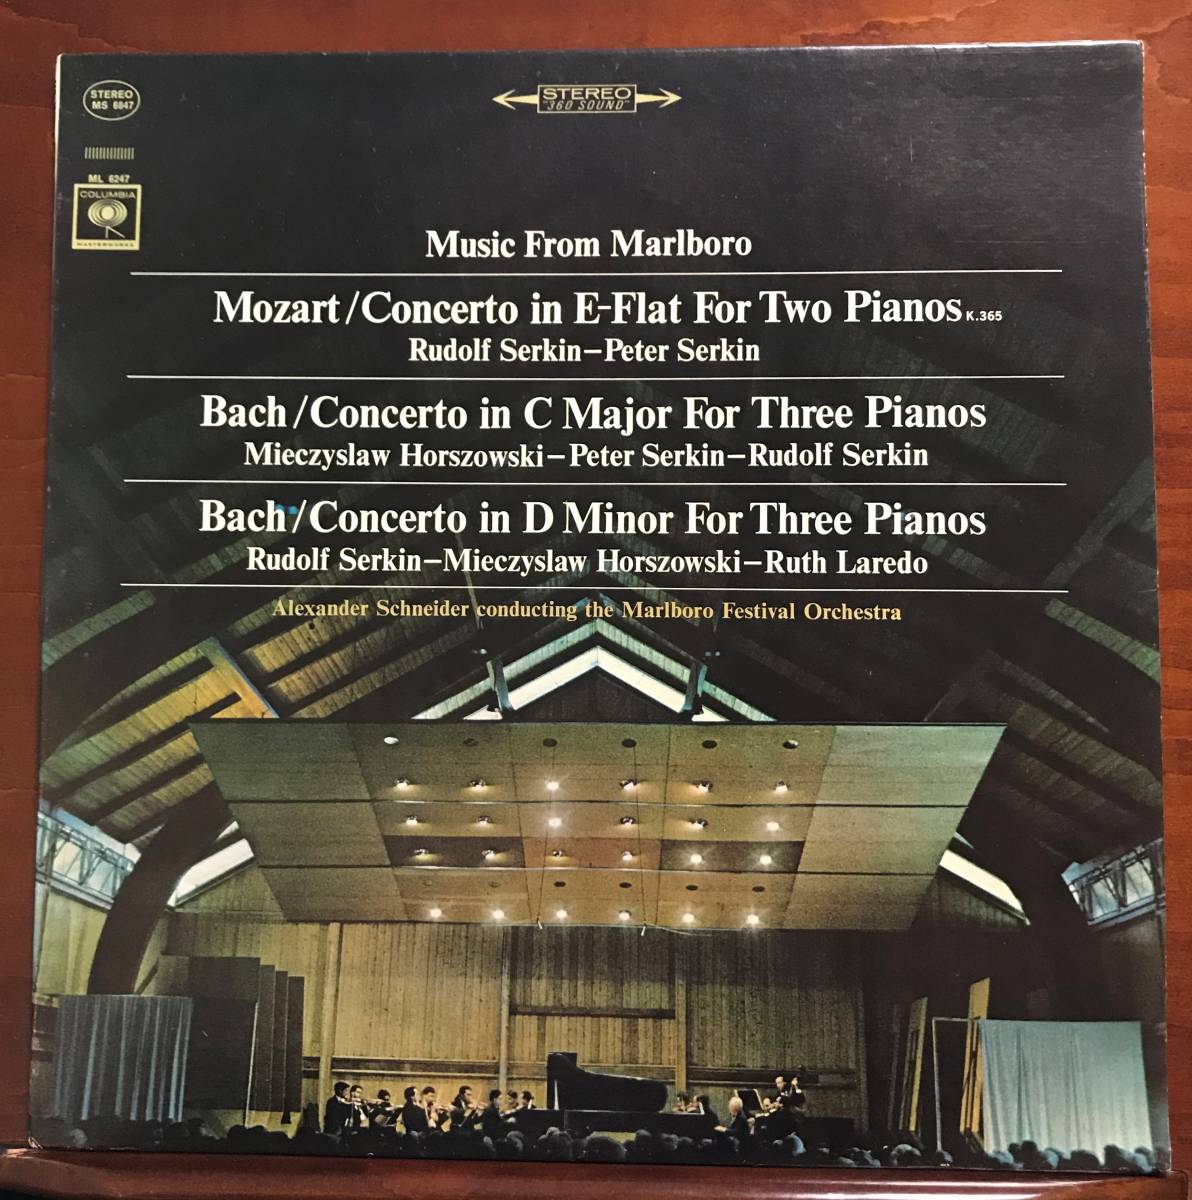 STEREO
MS 6847
STEREO
"360 SOUND"
ML 6247
COLUMBIA
MASTERWORKS
Music From Marlboro
Mozart/Concerto in E-Flat For Two Pianos K.365
Rudolf Serkin–Peter Serkin
Bach/Concerto in C Major For Three Pianos
Mieczyslaw Horszowski–Peter Serkin–Rudolf Serkin
Bach/Concerto in D Minor For Three Pianos
Rudolf Serkin–Mieczyslaw Horszowski–Ruth Laredo
Alexander Schneider conducting the Marlboro Festival Orchestra